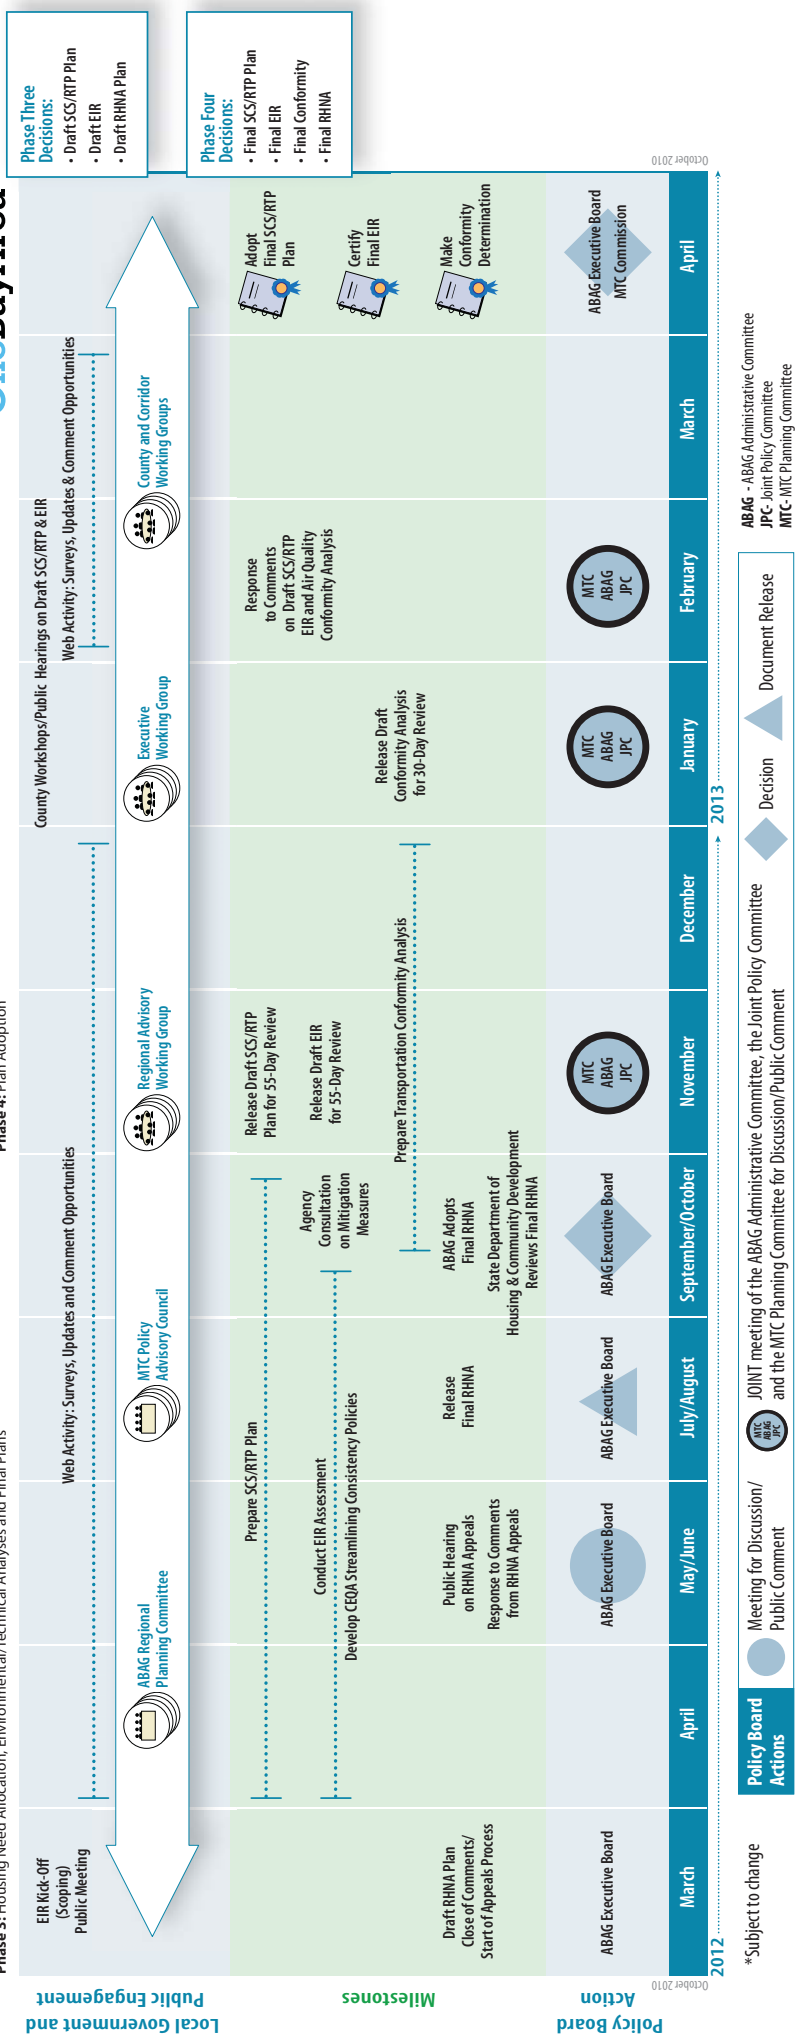 Phase 3: Housing Need Allocation, Environmental/Technical Analyses and Final Plans
Phase 4: Plan Adoption
OneBayArea
Local Government and
Public Engagement
EIR Kick-Off
(Scoping)
Public Meeting
Web Activity: Surveys, Updates and Comment Opportunities
County Workshops/Public Hearings on Draft SCS/RTP & EIR
Web Activity: Surveys, Updates & Comment Opportunities
ABAG Regional
Planning Committee
MTC Policy
Advisory Council
Regional Advisory
Working Group
Executive
Working Group
County and Corridor
Working Groups
Phase Three
Decisions:
• Draft SCS/RTP Plan
• Draft EIR
• Draft RHNA Plan
Milestones
Prepare SCS/RTP Plan
Conduct EIR Assessment
Develop CEQA Streamlining Consistency Policies
Draft RHNA Plan
Close of Comments/
Start of Appeals Process
Public Hearing
on RHNA Appeals
Response to Comments
from RHNA Appeals
Release
Final RHNA
Agency
Consultation
on Mitigation
Measures
ABAG Adopts
Final RHNA
State Department of
Housing & Community Development
Reviews Final RHNA
Release Draft SCS/RTP
Plan for 55-Day Review
Release Draft EIR
for 55-Day Review
Prepare Transportation Conformity Analysis
Release Draft
Conformity Analysis
for 30-Day Review
Response
to Comments
on Draft SCS/RTP
EIR and Air Quality
Conformity Analysis
Adopt
Final SCS/RTP
Plan
Certify
Final EIR
Make
Conformity
Determination
Phase Four
Decisions:
• Final SCS/RTP Plan
• Final EIR
• Final Conformity
• Final RHNA
Policy Board
Action
ABAG Executive Board
ABAG Executive Board
ABAG Executive Board
ABAG Executive Board
MTC
ABAG
JPC
MTC
ABAG
JPC
MTC
ABAG
JPC
ABAG Executive Board
MTC Commission
October 2010
March
April
May/June
July/August
September/October
November
December
January
February
March
April
October 2010
2012
2013
*Subject to change
Policy Board
Actions
Meeting for Discussion/
Public Comment
MTC
ABAG
JPC
JOINT meeting of the ABAG Administrative Committee, the Joint Policy Committee
and the MTC Planning Committee for Discussion/Public Comment
Decision
Document Release
ABAG - ABAG Administrative Committee
JPC- Joint Policy Committee
MTC- MTC Planning Committee